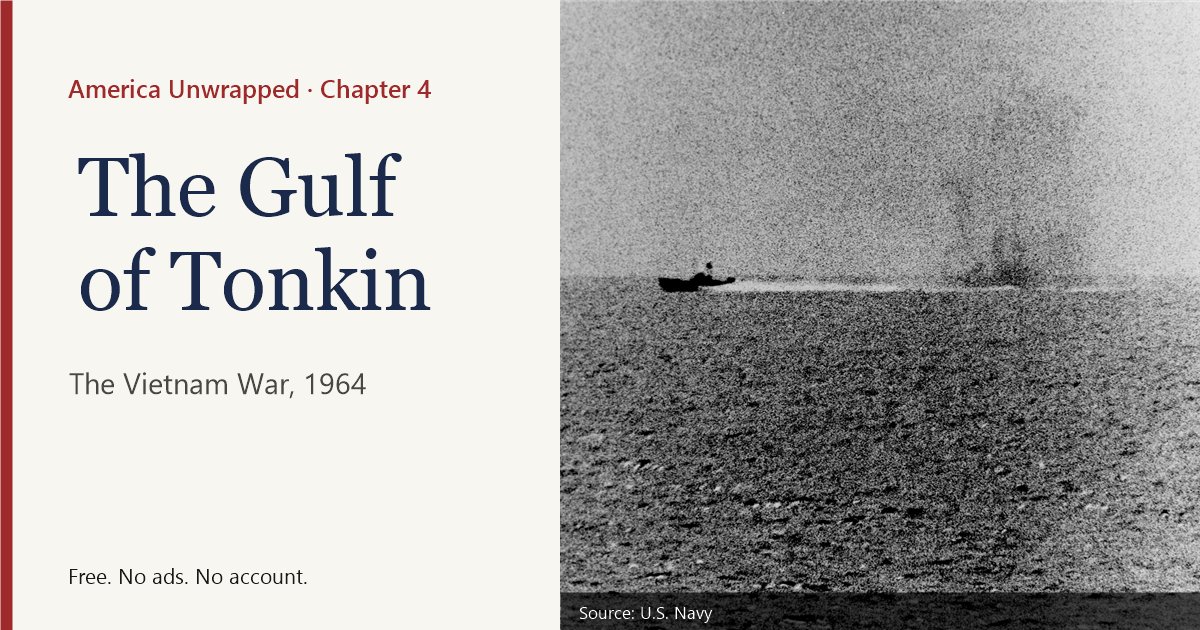 America Unwrapped · Chapter 4
The Gulf
of Tonkin
The Vietnam War, 1964
Free. No ads. No account.
Source: U.S. Navy